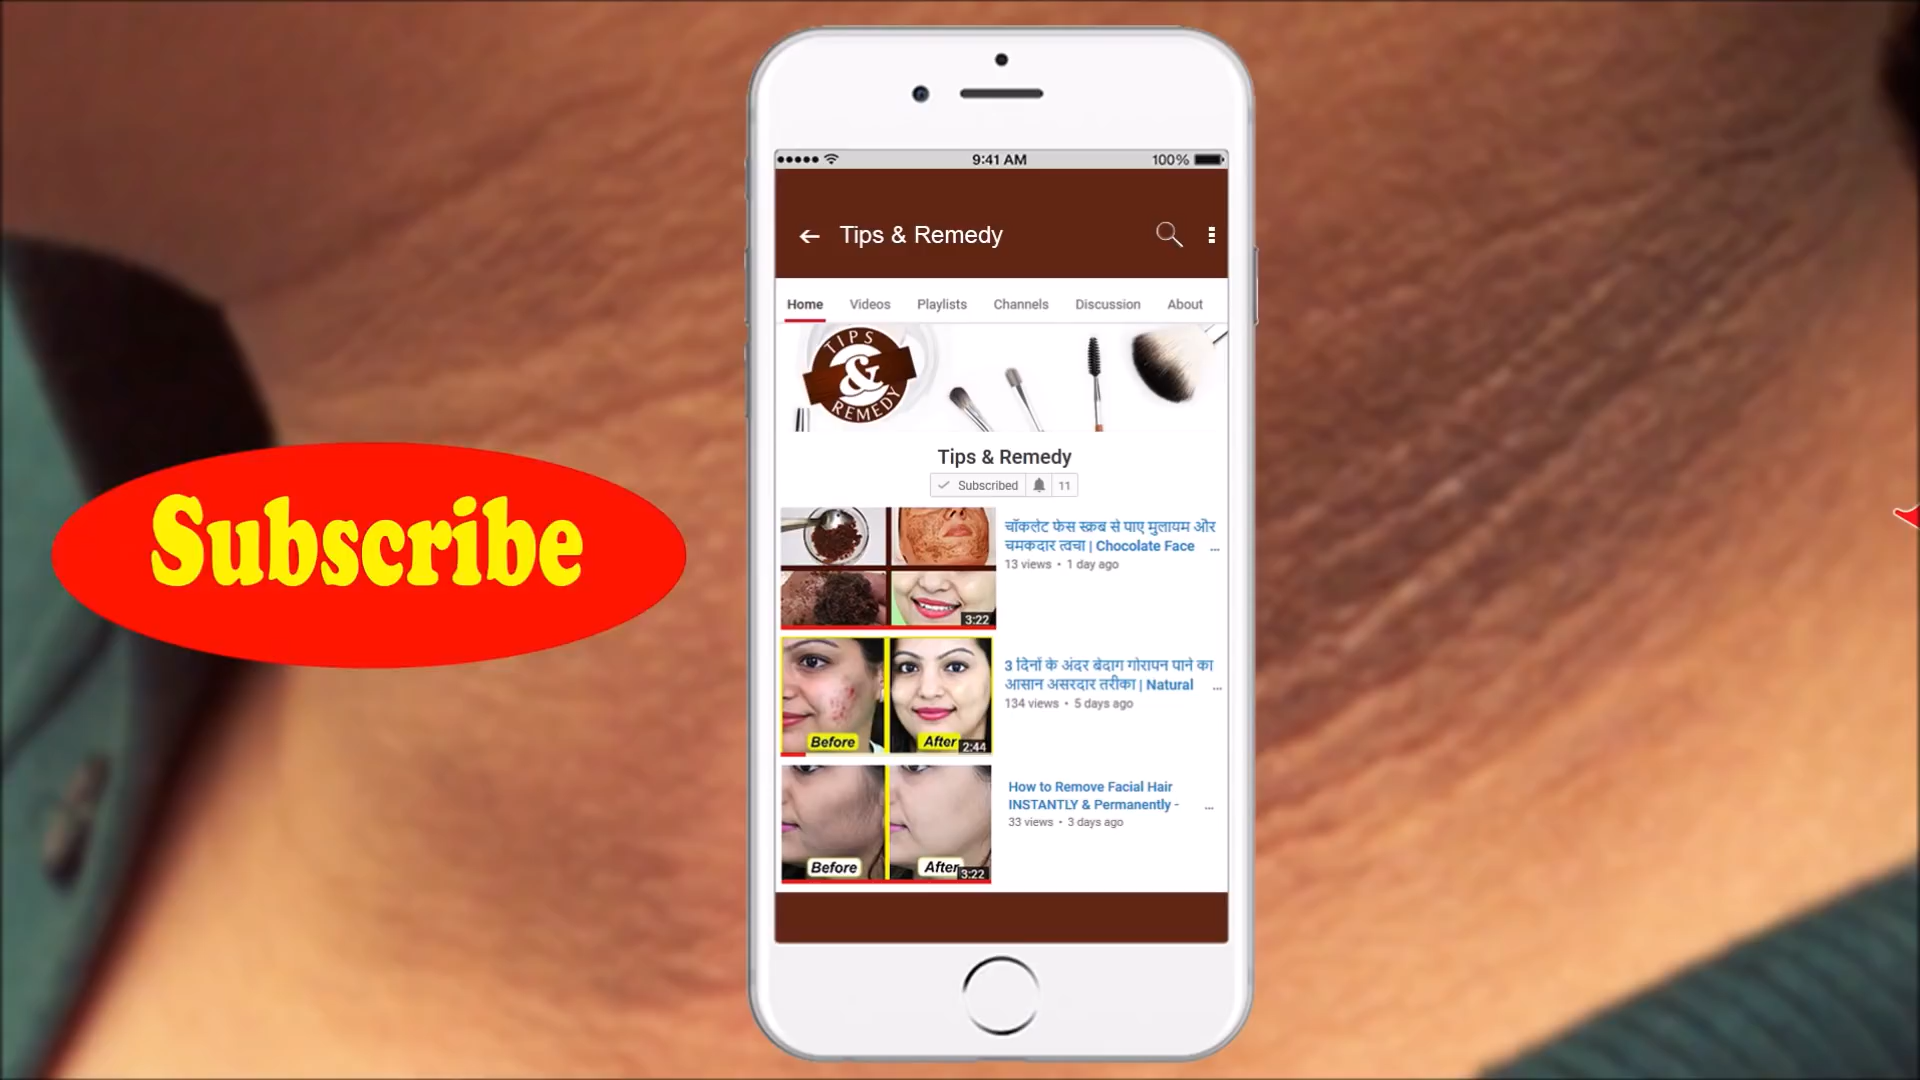 9:41 AM
100%
Tips & Remedy
Home Videos Playlists Channels Discussion About
TIPS
&
REMEDY
Tips & Remedy
Subscribed 11
Subscribe
चॉकलेट फेस स्क्रब से पाए मुलायम और
चमकदार त्वचा | Chocolate Face ...
13 views • 1 day ago
3:22
3 दिनों के अंदर बेदाग गोरापन पाने का
आसान असरदार तरीका | Natural ...
134 views • 5 days ago
Before After 2:44
How to Remove Facial Hair
INSTANTLY & Permanently - ...
33 views • 3 days ago
Before After 3:22